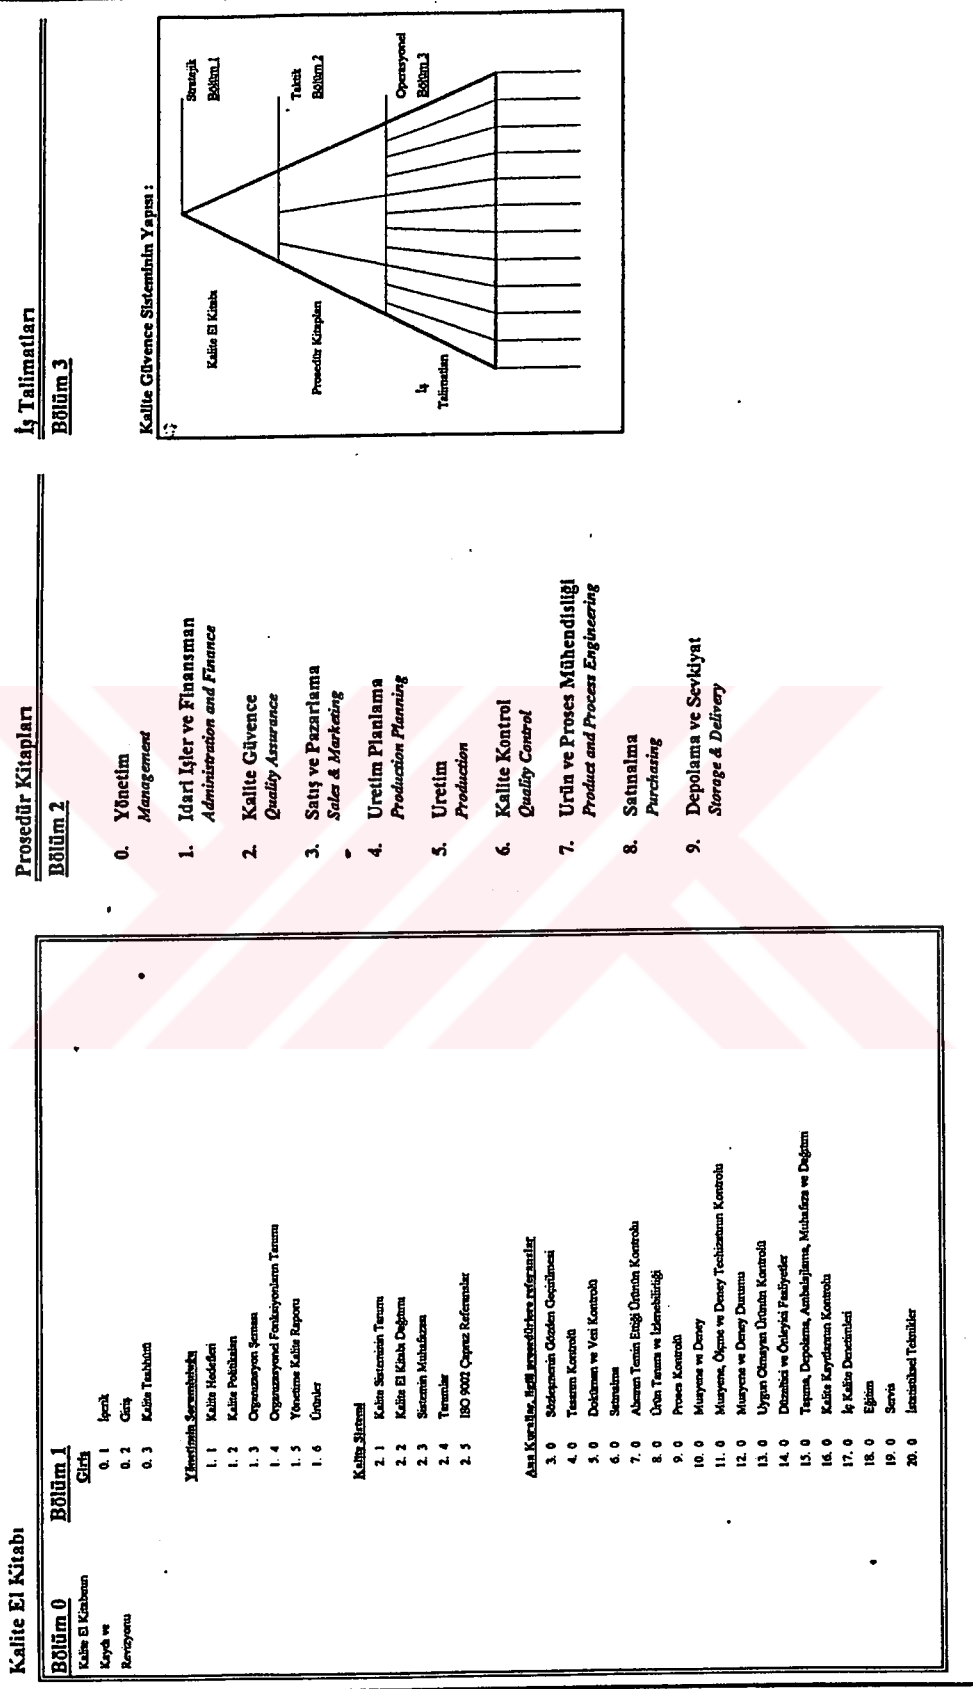 Kalite El Kitabı
Bölüm 0
Kalite El Kitabının
Kaydı ve
Revizyonu
Bölüm 1
Giriş
0. 1 İçerik
0. 2 Giriş
0. 3 Kalite Taahhütü
Yönetimin Sorumluluğu
1. 1 Kalite Hedefleri
1. 2 Kalite Politikaları
1. 3 Organizasyon Şeması
1. 4 Organizasyonel Fonksiyonların Tanımı
1. 5 Yönetime Kalite Raporu
1. 6 Ürünler
Kalite Sistemi
2. 1 Kalite Sisteminin Tanımı
2. 2 Kalite El Kitabı Dağıtımı
2. 3 Sistemin Muhafazası
2. 4 Tanımlar
2. 5 ISO 9002 Çapraz Referanslar
Ana Kurallar, ilgili prosedürlere referanslar
3. 0 Sözleşmenin Gözden Geçirilmesi
4. 0 Tasarım Kontrolü
5. 0 Doküman ve Veri Kontrolü
6. 0 Satınalma
7. 0 Alıcının Temin Ettiği Ürünün Kontrolu
8. 0 Ürün Tanımı ve İzlenebilirliği
9. 0 Proses Kontrolü
10. 0 Muayene ve Deney
11. 0 Muayene, Ölçme ve Deney Techizatının Kontrolu
12. 0 Muayene ve Deney Durumu
13. 0 Uygun Olmayan Ürünün Kontrolü
14. 0 Düzeltici ve Önleyici Faaliyetler
15. 0 Taşıma, Depolama, Ambalajlama, Muhafaza ve Dağıtım
16. 0 Kalite Kayıtlarının Kontrolu
17. 0 İç Kalite Denetimleri
18. 0 Eğitim
19. 0 Servis
20. 0 İstatistiksel Teknikler
Prosedür Kitapları
Bölüm 2
0. Yönetim
Management
1. Idari Işler ve Finansman
Administration and Finance
2. Kalite Güvence
Quality Assurance
3. Satış ve Pazarlama
Sales & Marketing
4. Uretim Planlama
Production Planning
5. Uretim
Production
6. Kalite Kontrol
Quality Control
7. Urün ve Proses Mühendisliği
Product and Process Engineering
8. Satınalma
Purchasing
9. Depolama ve Sevkiyat
Storage & Delivery
İş Talimatları
Bölüm 3
Kalite Güvence Sisteminin Yapısı :
Stratejik
Bölüm 1
Kalite El Kitabı
Taktik
Bölüm 2
Prosedür Kitapları
Operasyonel
Bölüm 3
İş
Talimatları